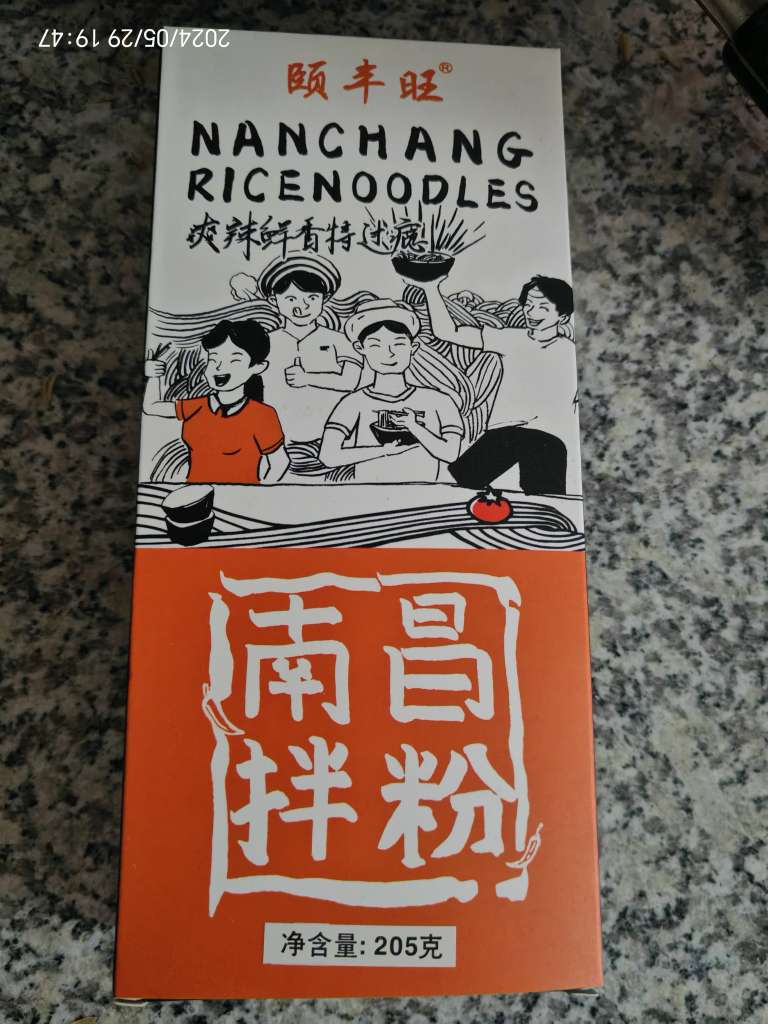 2024/05/29 19:47
颐丰旺®
NANCHANG
RICENOODLES
爽辣鲜香特过瘾
南昌
拌粉
净含量: 205克